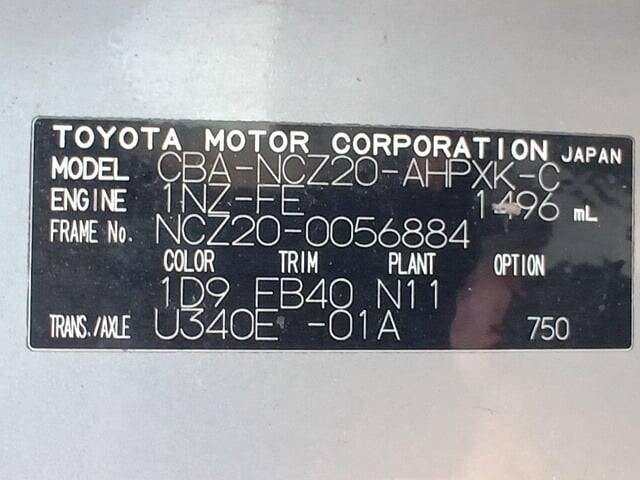 TOYOTA MOTOR CORPORATION JAPAN
MODEL CBA-NCZ20-AHPXK-C
ENGINE 1NZ-FE 1496 mL
FRAME No. NCZ20-0056884
COLOR TRIM PLANT OPTION
1D9 FB40 N11
TRANS./AXLE U340E -01A 750